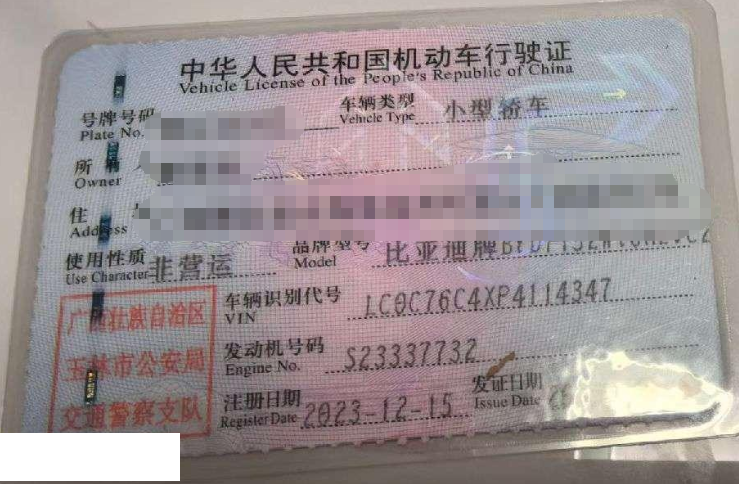 中华人民共和国机动车行驶证
Vehicle License of the People's Republic of China
号牌号码
Plate No.
车辆类型 小型轿车
Vehicle Type
所
Owner
住
Address
使用性质 非营运
Use Character
品牌型号 比亚迪牌
Model
车辆识别代号 LC0C76C4XP4114347
VIN
发动机号码 S23337732
Engine No.
注册日期 2023-12-15
Register Date
发证日期
Issue Date
广西壮族自治区
玉林市公安局
交通警察支队